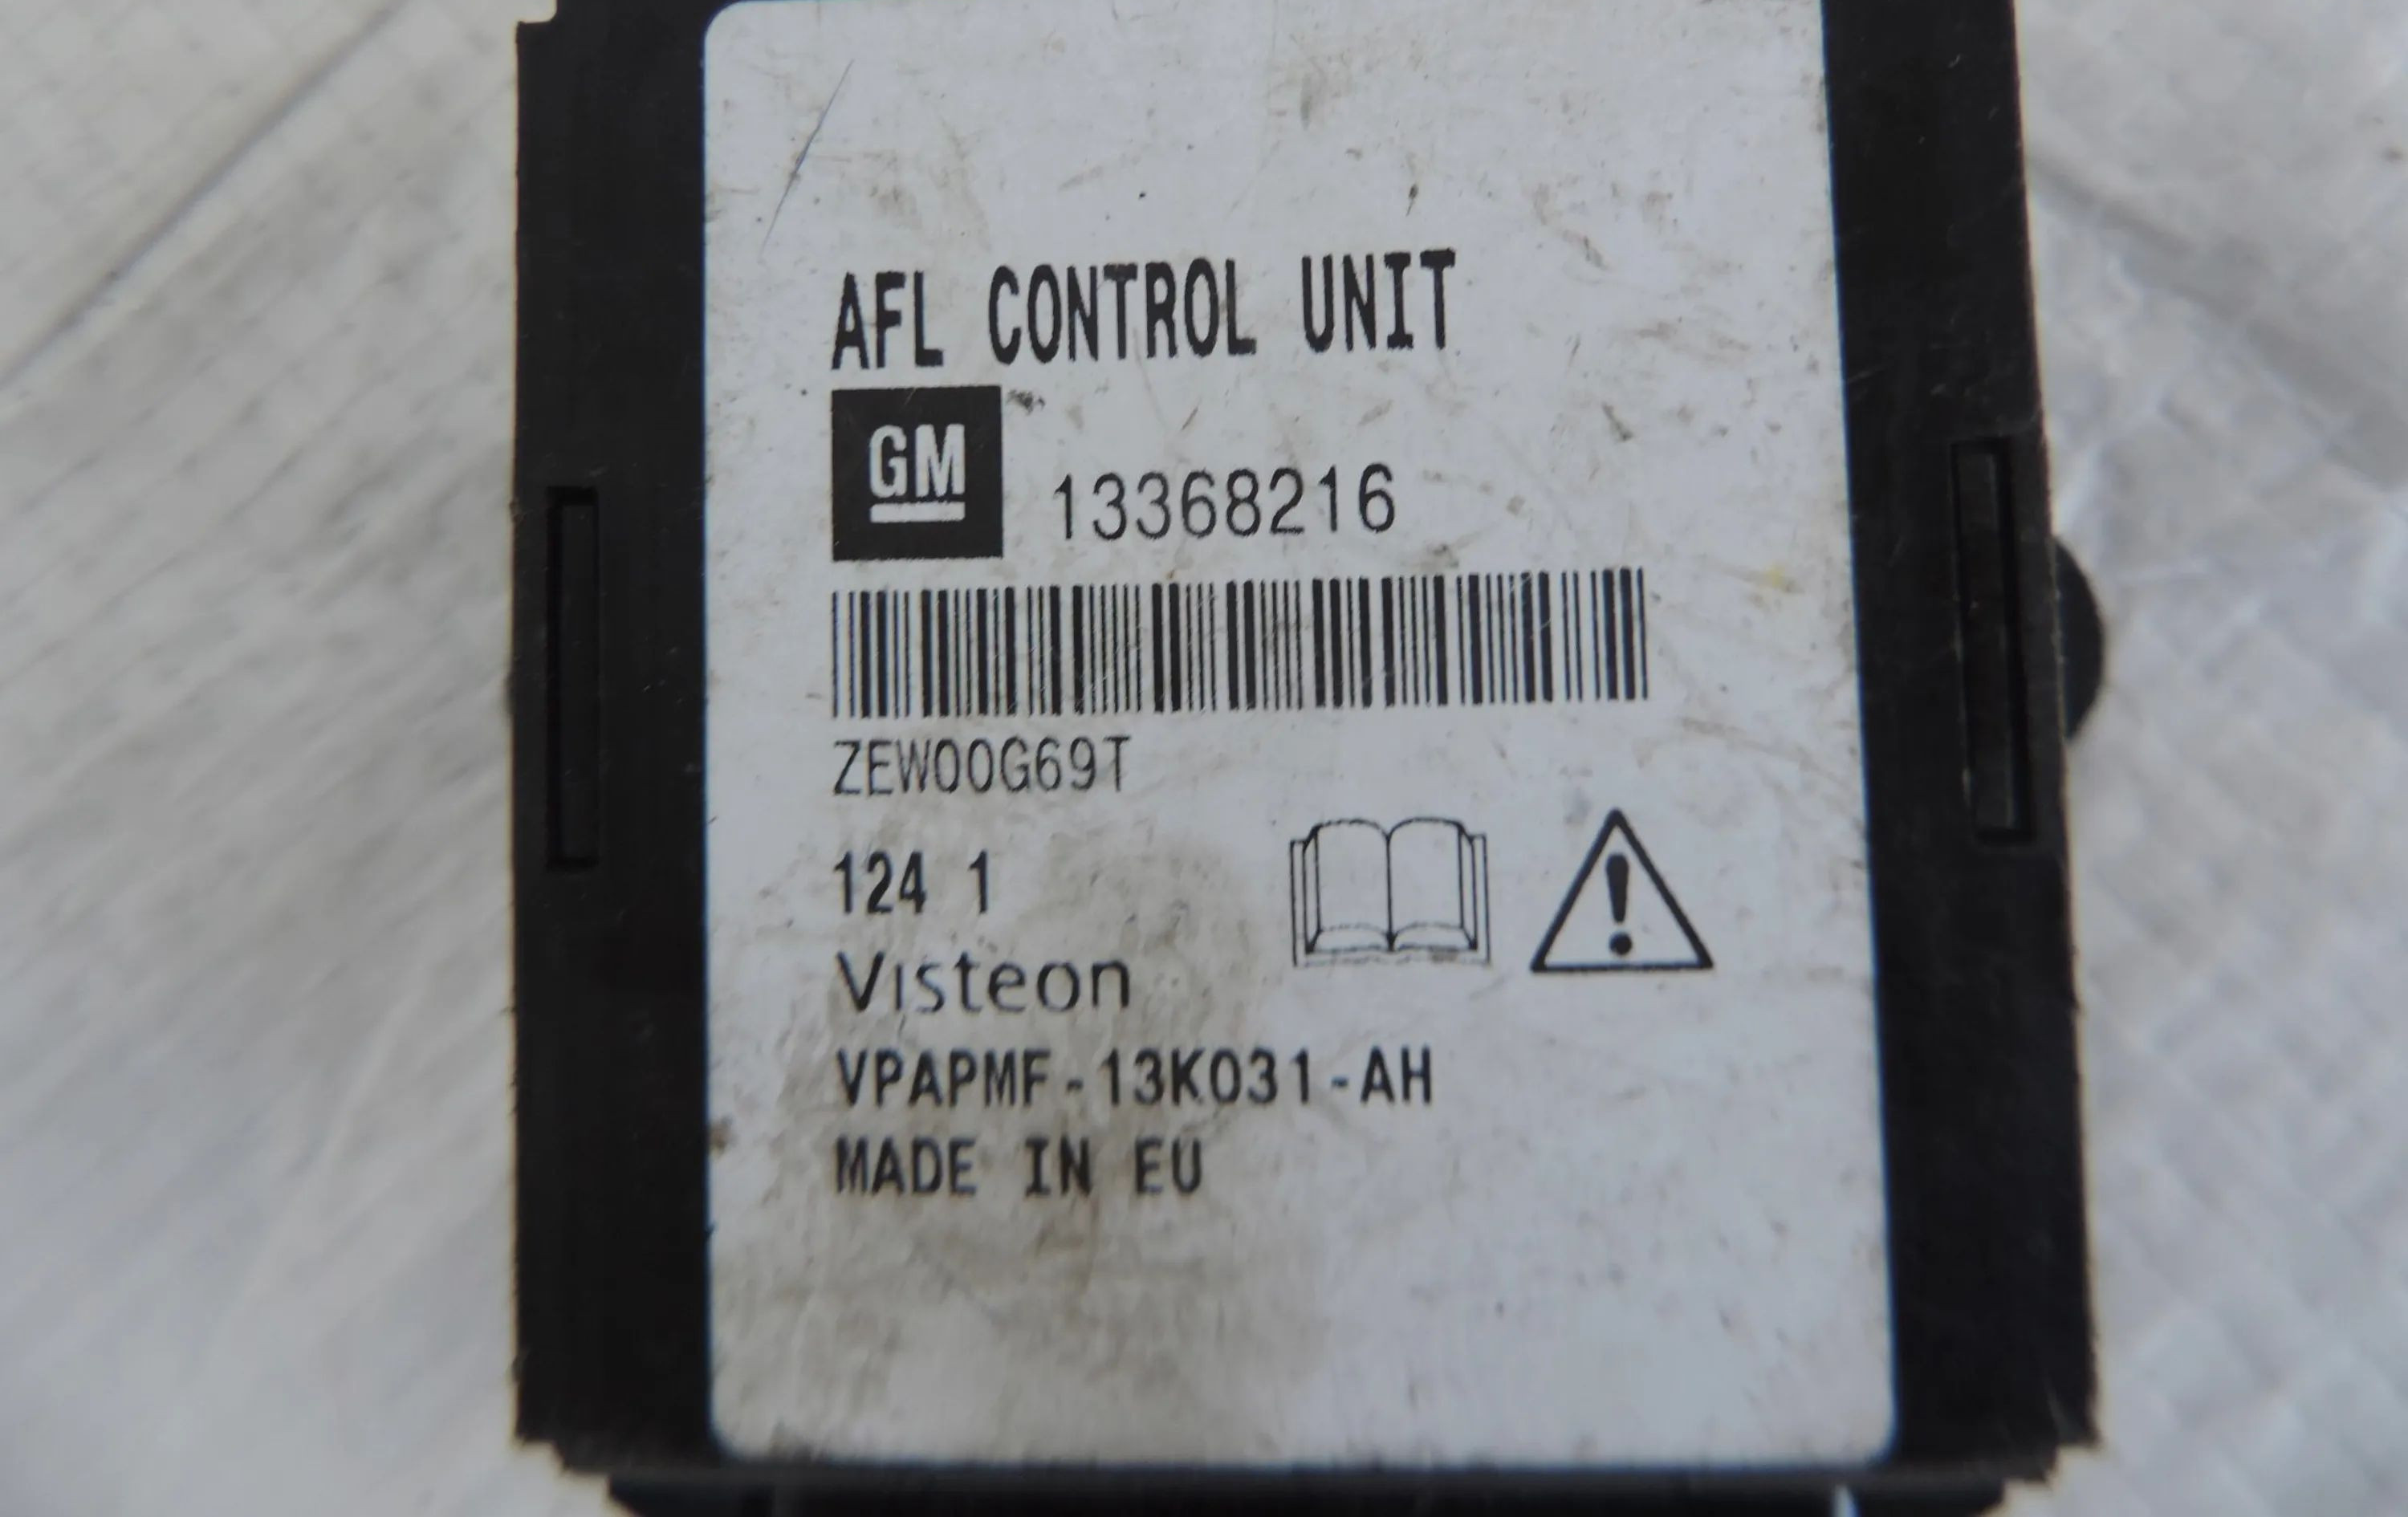 AFL CONTROL UNIT
GM 13368216
ZEW00G69T
124 1
Visteon
VPAPMF-13K031-AH
MADE IN EU